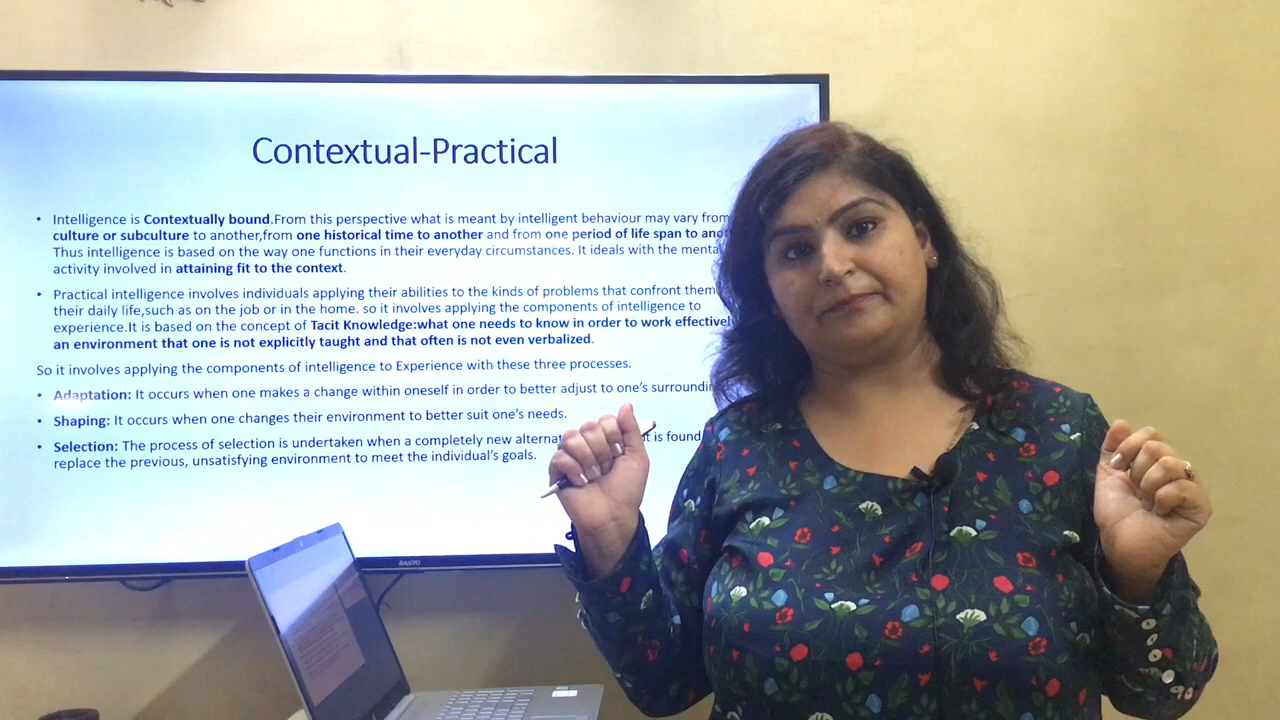 Contextual-Practical
• Intelligence is Contextually bound.From this perspective what is meant by intelligent behaviour may vary from
culture or subculture to another,from one historical time to another and from one period of life span to
Thus intelligence is based on the way one functions in their everyday circumstances. It ideals with the mental
activity involved in attaining fit to the context.
• Practical intelligence involves individuals applying their abilities to the kinds of problems that confront them
their daily life,such as on the job or in the home. so it involves applying the components of intelligence to
experience.It is based on the concept of Tacit Knowledge:what one needs to know in order to work
an environment that one is not explicitly taught and that often is not even verbalized.
So it involves applying the components of intelligence to Experience with these three processes.
• Adaptation: It occurs when one makes a change within oneself in order to better adjust to one's
• Shaping: It occurs when one changes their environment to better suit one's needs.
• Selection: The process of selection is undertaken when a completely new is found
replace the previous, unsatisfying environment to meet the individual's goals.
SANYO